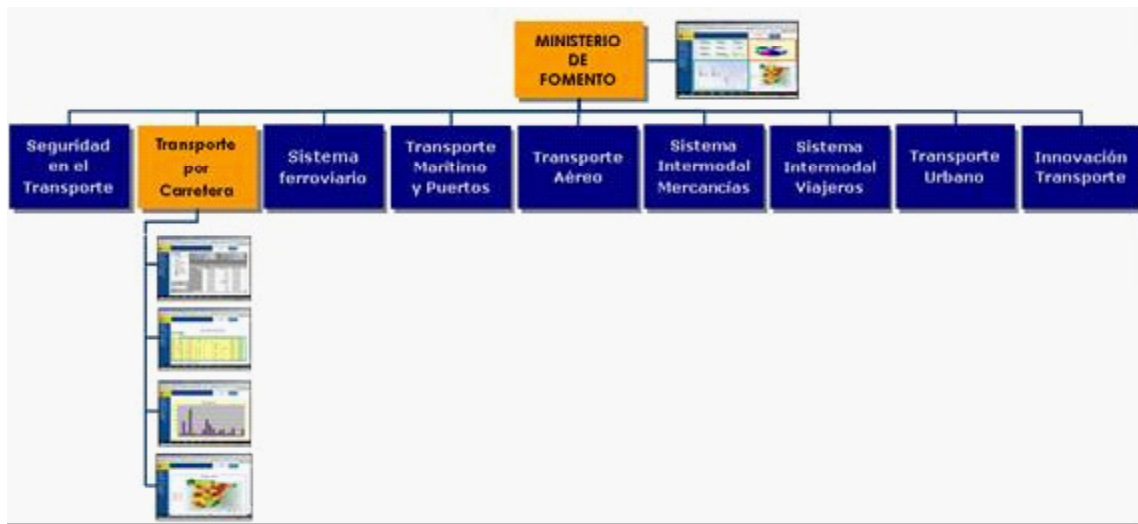 MINISTERIO
DE
FOMENTO
Seguridad
en el
Transporte
Transporte
por
Carretera
Sistema
ferroviario
Transporte
Marítimo
y Puertos
Transporte
Aéreo
Sistema
Intermodal
Mercancías
Sistema
Intermodal
Viajeros
Transporte
Urbano
Innovación
Transporte